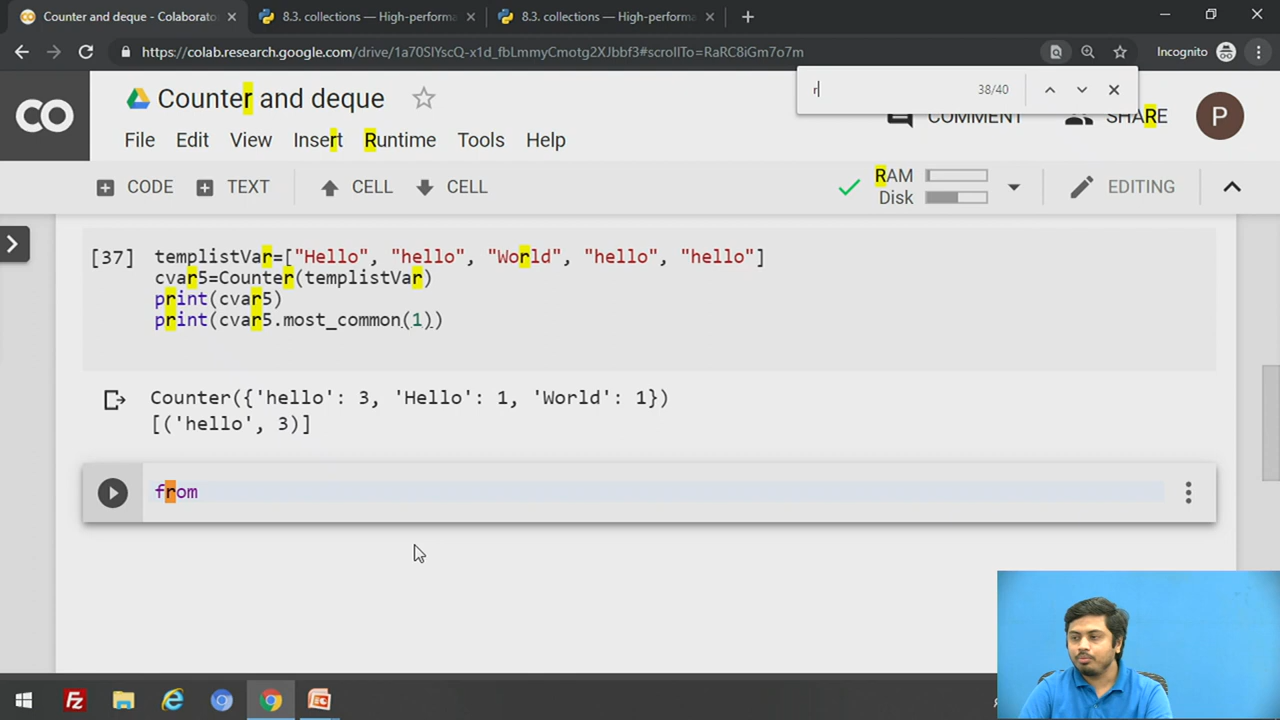 Counter and deque - Colaborato
8.3. collections — High-performa
8.3. collections — High-performa
https://colab.research.google.com/drive/1a70SlYscQ-x1d_fbLmmyCmotg2XJbbf3#scrollTo=RaRC8iGm7o7m
Incognito
r
38/40
CO
Counter and deque
COMMENT
SHARE
P
File Edit View Insert Runtime Tools Help
CODE TEXT CELL CELL
RAM
Disk
EDITING
[37] templistVar=["Hello", "hello", "World", "hello", "hello"]
cvar5=Counter(templistVar)
print(cvar5)
print(cvar5.most_common(1))
Counter({'hello': 3, 'Hello': 1, 'World': 1})
[('hello', 3)]
from
Fz